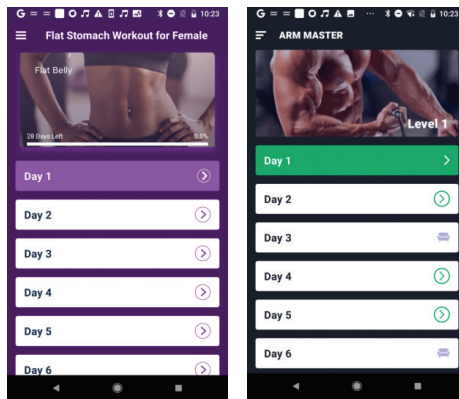 10:23
Flat Stomach Workout for Female
Flat Belly
28 Days Left
0.0%
Day 1
Day 2
Day 3
Day 4
Day 5
Day 6
10:23
ARM MASTER
Level 1
Day 1
Day 2
Day 3
Day 4
Day 5
Day 6